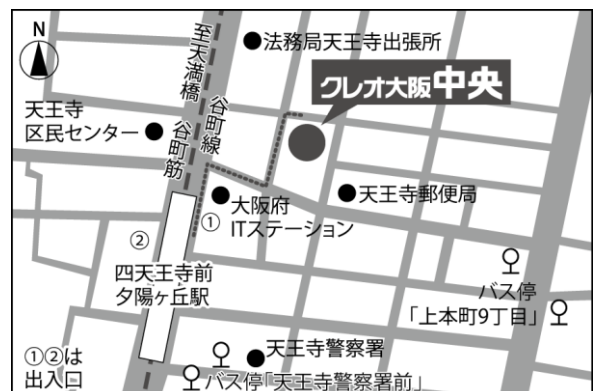 N
至天満橋
谷町線
谷町筋
●法務局天王寺出張所
クレオ大阪中央
天王寺
区民センター●
●天王寺郵便局
●大阪府
ITステーション
①
②
四天王寺前
夕陽ヶ丘駅
バス停
「上本町9丁目」
●天王寺警察署
バス停「天王寺警察署前」
①②は
出入口